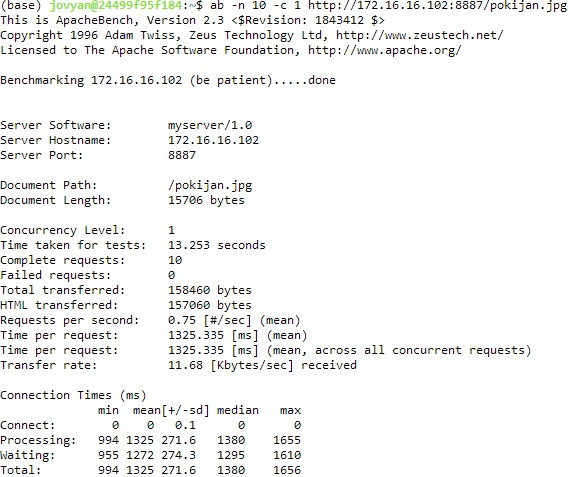 (base) jovyan@24499f95f184:~$ ab -n 10 -c 1 http://172.16.16.102:8887/pokijan.jpg
This is ApacheBench, Version 2.3 <$Revision: 1843412 $>
Copyright 1996 Adam Twiss, Zeus Technology Ltd, http://www.zeustech.net/
Licensed to The Apache Software Foundation, http://www.apache.org/

Benchmarking 172.16.16.102 (be patient).....done

Server Software:        myserver/1.0
Server Hostname:        172.16.16.102
Server Port:            8887

Document Path:          /pokijan.jpg
Document Length:        15706 bytes

Concurrency Level:      1
Time taken for tests:   13.253 seconds
Complete requests:      10
Failed requests:        0
Total transferred:      158460 bytes
HTML transferred:       157060 bytes
Requests per second:    0.75 [#/sec] (mean)
Time per request:       1325.335 [ms] (mean)
Time per request:       1325.335 [ms] (mean, across all concurrent requests)
Transfer rate:          11.68 [Kbytes/sec] received

Connection Times (ms)
              min  mean[+/-sd] median   max
Connect:        0    0   0.1      0       0
Processing:   994 1325 271.6   1380    1655
Waiting:      955 1272 274.3   1295    1610
Total:        994 1325 271.6   1380    1656